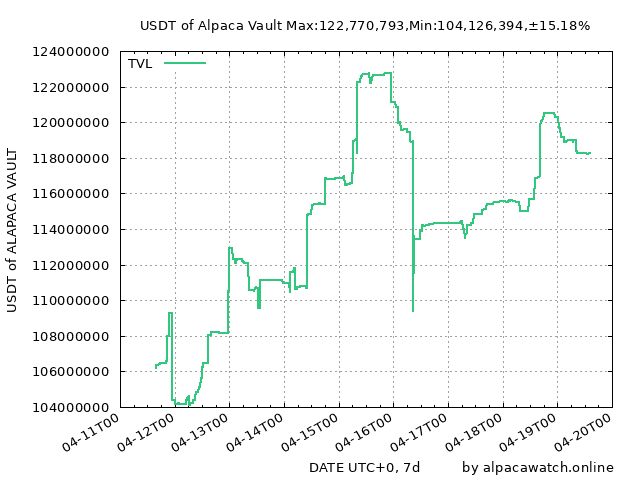 USDT of Alpaca Vault Max:122,770,793,Min:104,126,394,±15.18%
TVL
124000000
122000000
120000000
118000000
116000000
114000000
112000000
110000000
108000000
106000000
104000000
USDT of ALAPACA VAULT
04-11T00
04-12T00
04-13T00
04-14T00
04-15T00
04-16T00
04-17T00
04-18T00
04-19T00
04-20T00
DATE UTC+0, 7d
by alpacawatch.online